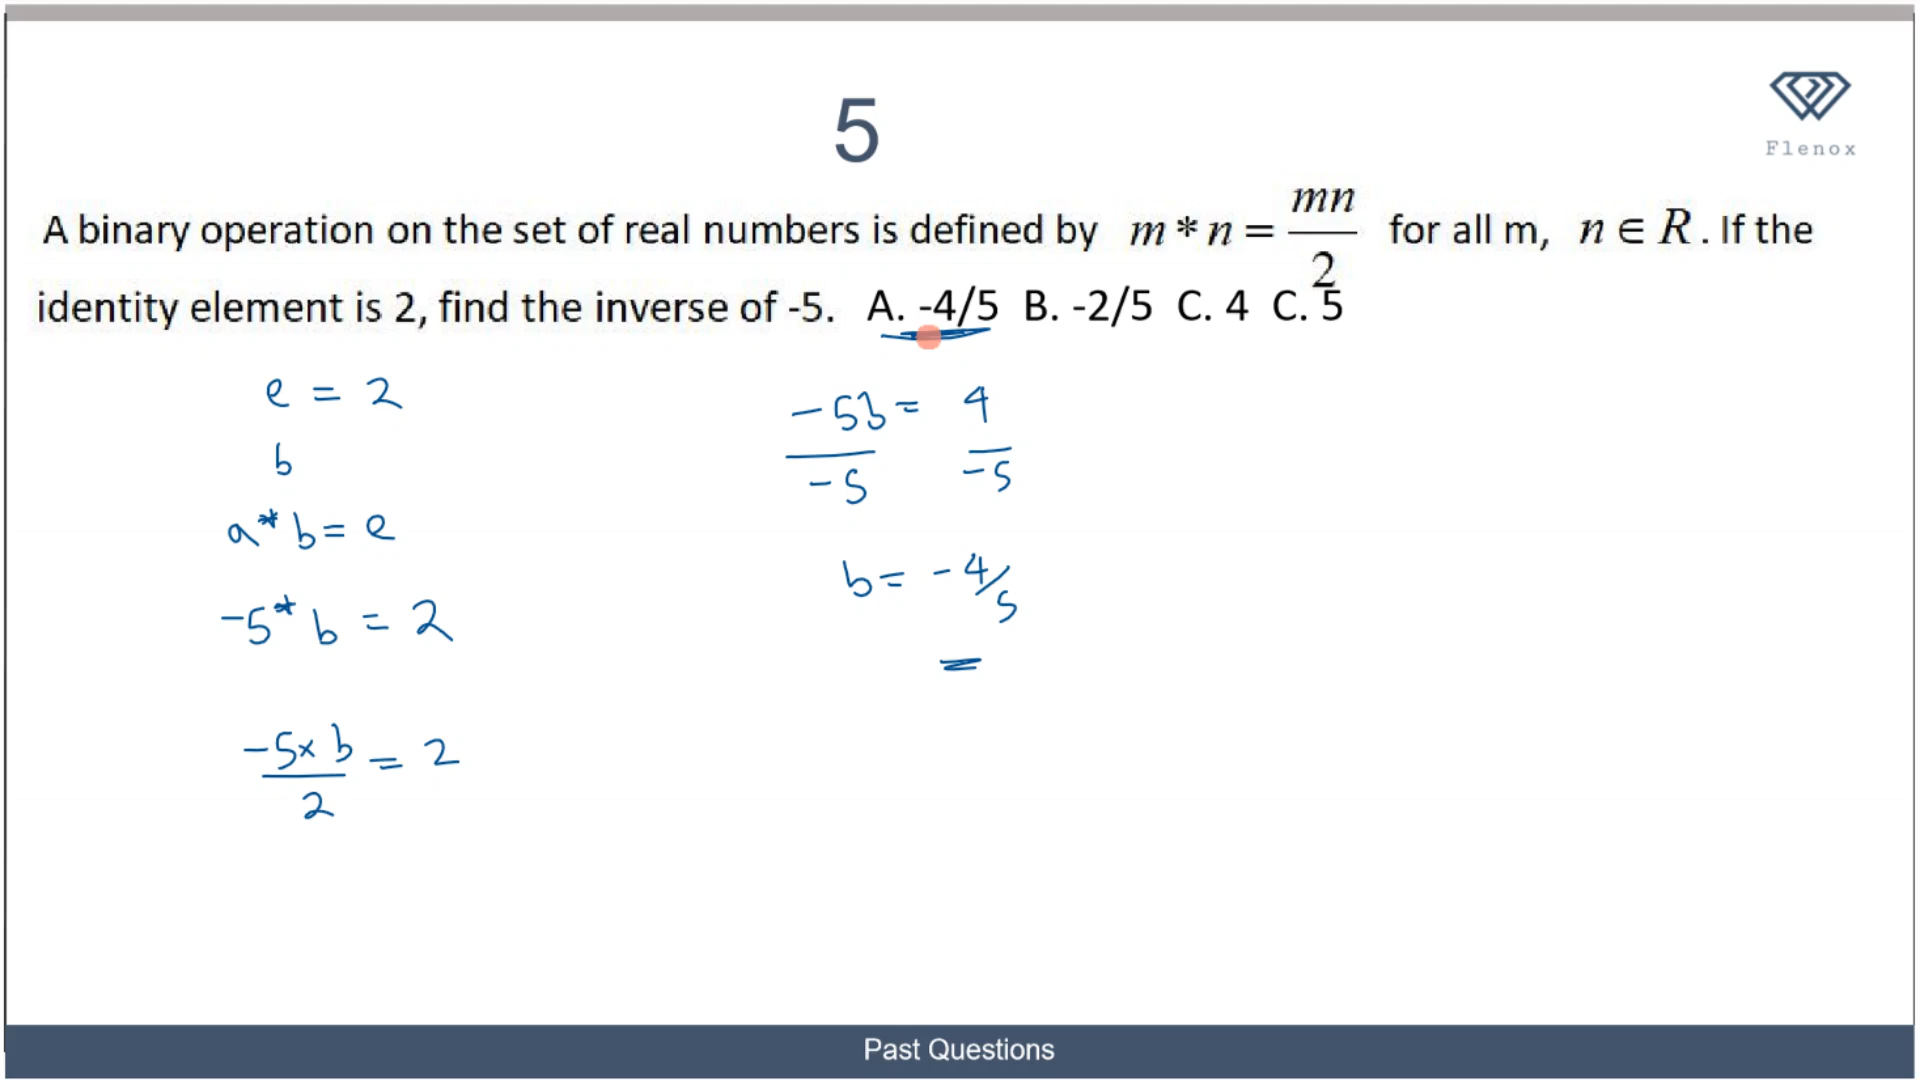 5
Flenox
A binary operation on the set of real numbers is defined by m * n = mn/2 for all m, n ∈ R. If the
identity element is 2, find the inverse of -5. A. -4/5 B. -2/5 C. 4 C. 5
e = 2
b
a * b = e
-5 * b = 2
-5 × b / 2 = 2
-5b = 4
-5 -5
b = -4/5
Past Questions